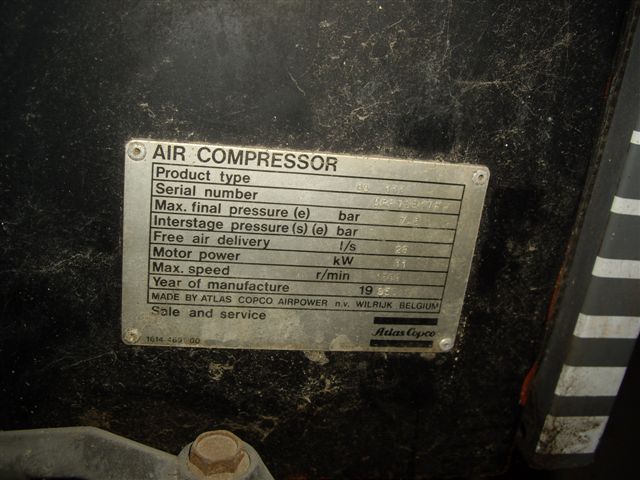 AIR COMPRESSOR
Product type
Serial number
Max. final pressure (e) bar
Interstage pressure(s) (e) bar
Free air delivery l/s
Motor power kW 11
Max. speed r/min
Year of manufacture 19
MADE BY ATLAS COPCO AIRPOWER n.v. WILRIJK BELGIUM
Sale and service
Atlas Copco